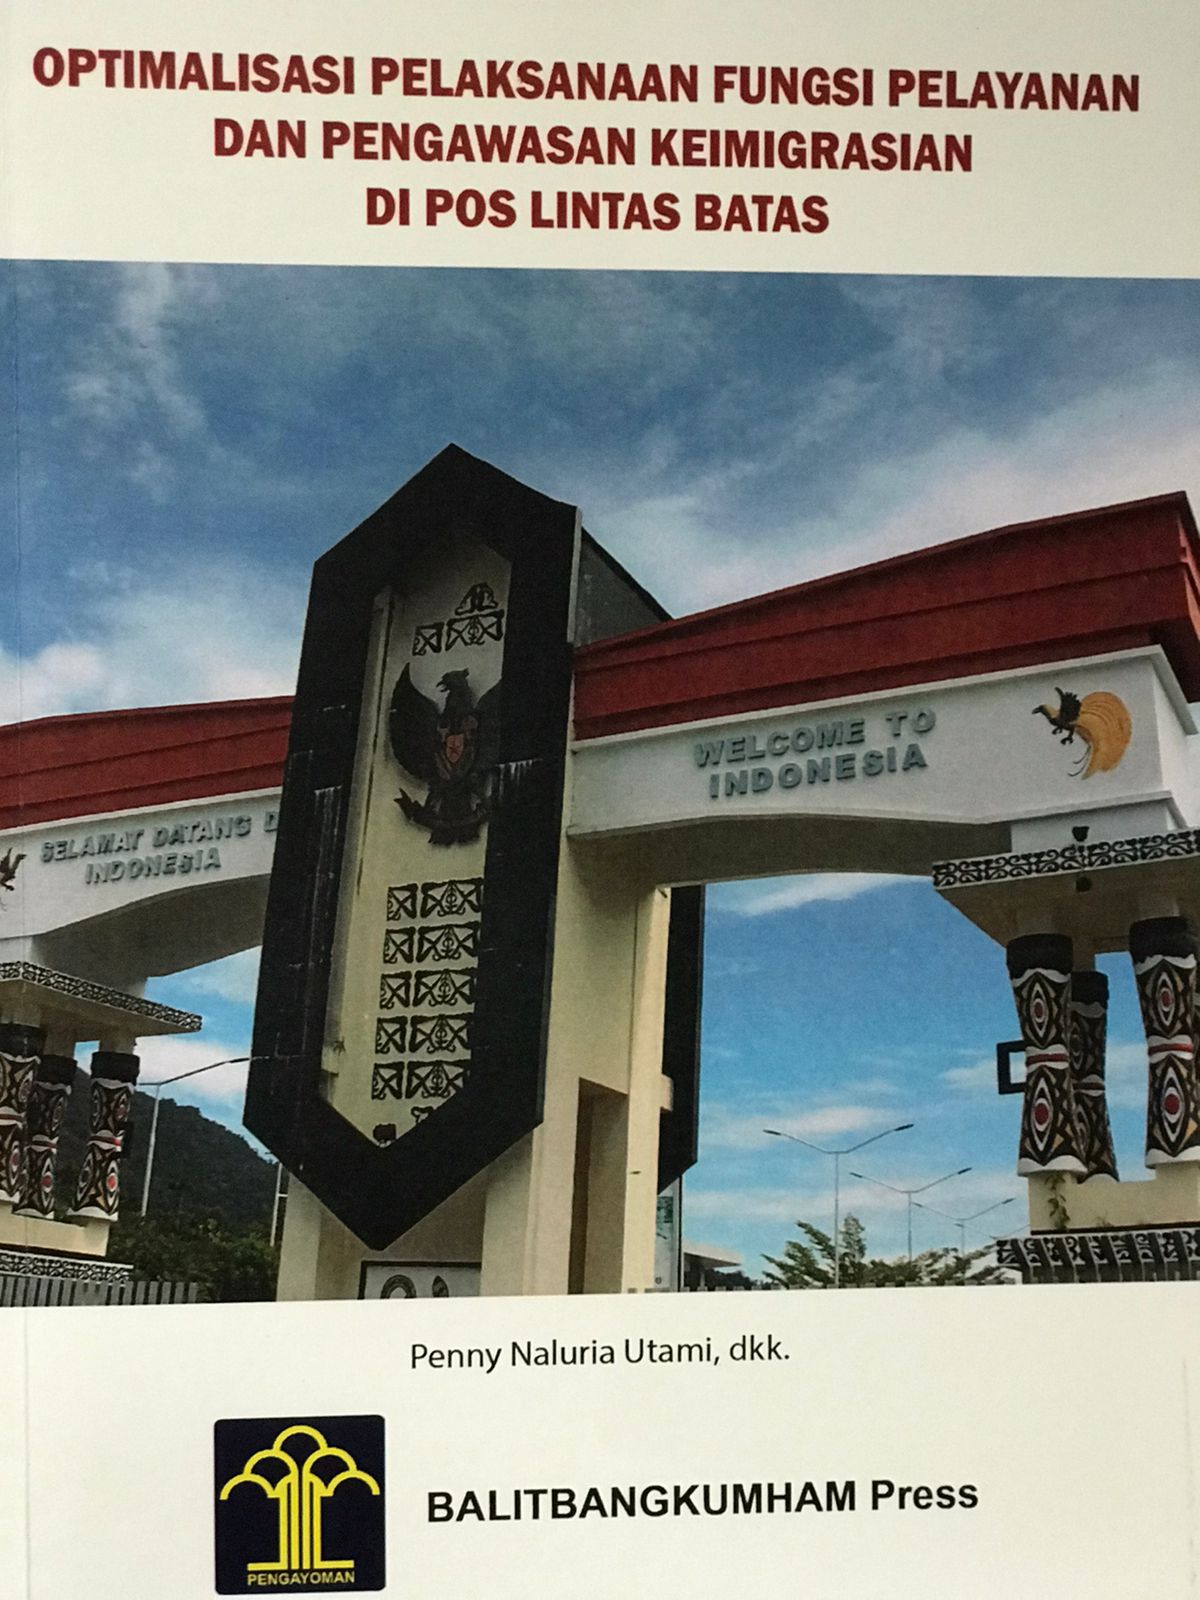 OPTIMALISASI PELAKSANAAN FUNGSI PELAYANAN
DAN PENGAWASAN KEIMIGRASIAN
DI POS LINTAS BATAS
WELCOME TO
INDONESIA
SELAMAT DATANG D
INDONESIA
Penny Naluria Utami, dkk.
BALITBANGKUMHAM Press
PENGAYOMAN